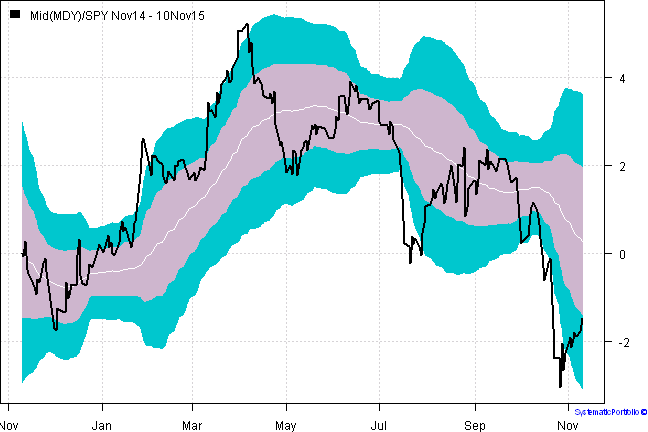 Mid(MDY)/SPY Nov14 - 10Nov15
4
2
0
-2
Nov Jan Mar May Jul Sep Nov
SystematicPortfolio ©